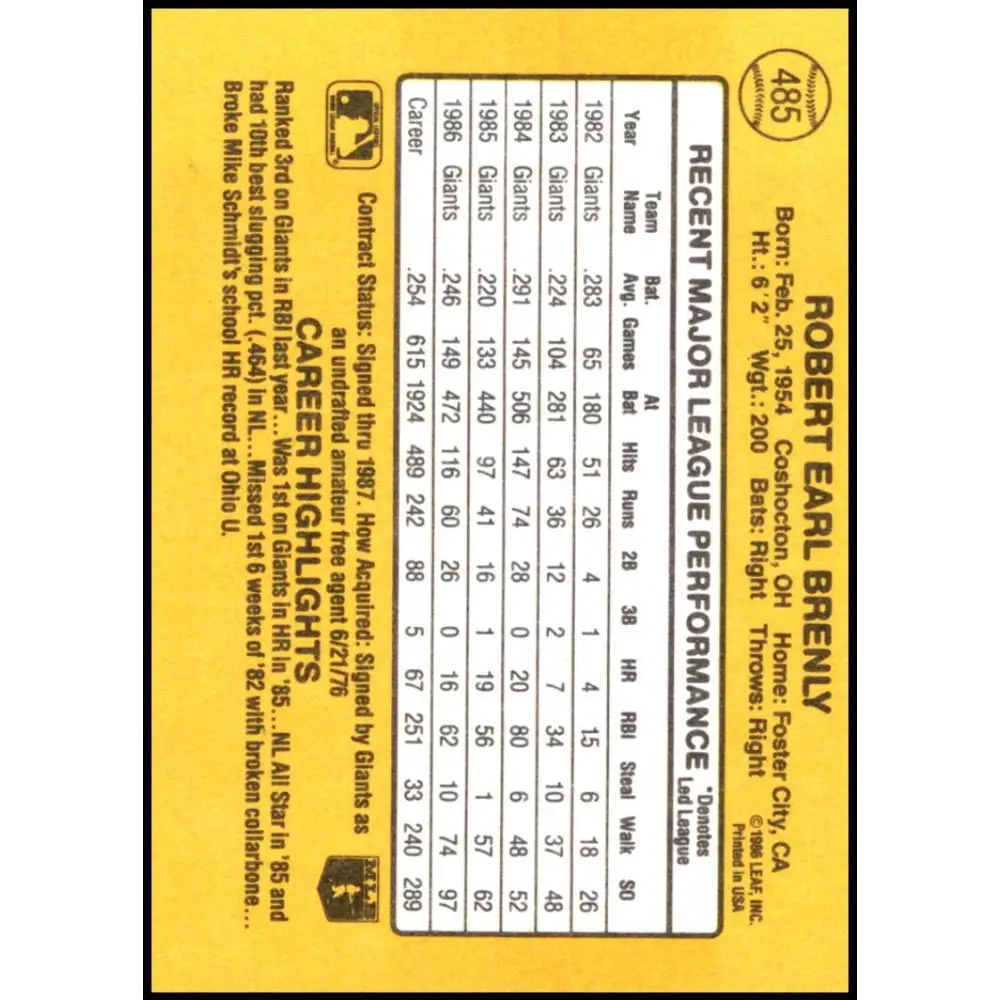 485
ROBERT EARL BRENLY
Born: Feb. 25, 1954 Coshocton, OH Home: Foster City, CA
Ht.: 6'2" Wgt.: 200 Bats: Right Throws: Right
©1986 LEAF, INC.
Printed in USA
RECENT MAJOR LEAGUE PERFORMANCE *Denotes Led League
Year Team Name Bat. Avg. Games At Bat Hits Runs 2B 3B HR RBI Steal Walk SO
1982 Giants .283 65 180 51 26 4 1 4 15 6 18 26
1983 Giants .224 104 281 63 36 12 2 7 34 10 37 48
1984 Giants .291 145 506 147 74 28 0 20 80 6 48 52
1985 Giants .220 133 440 97 41 16 1 19 56 1 57 62
1986 Giants .246 149 472 116 60 26 0 16 62 10 74 97
Career .254 615 1924 489 242 88 5 67 251 33 240 289
Contract Status: Signed thru 1987. How Acquired: Signed by Giants as
an undrafted amateur free agent 6/21/76
CAREER HIGHLIGHTS
Ranked 3rd on Giants in RBI last year...Was 1st on Giants in HR in '85...NL All Star in '85 and
had 10th best slugging pct. (.464) in NL...Missed 1st 6 weeks of '82 with broken collarbone...
Broke Mike Schmidt's school HR record at Ohio U.